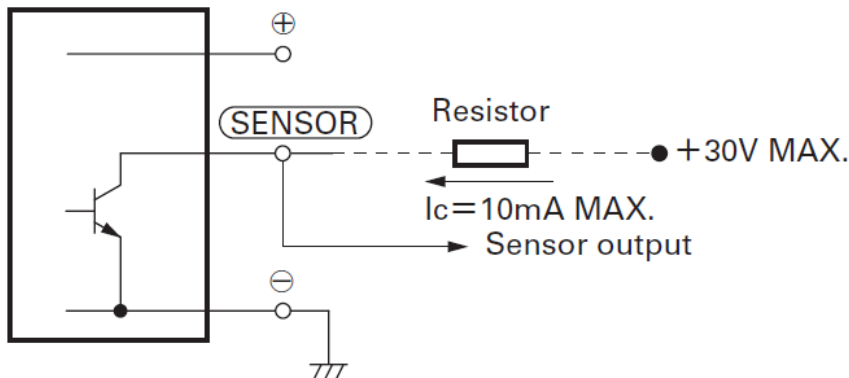 ⊕
SENSOR
Resistor
+30V MAX.
Ic=10mA MAX.
Sensor output
⊖